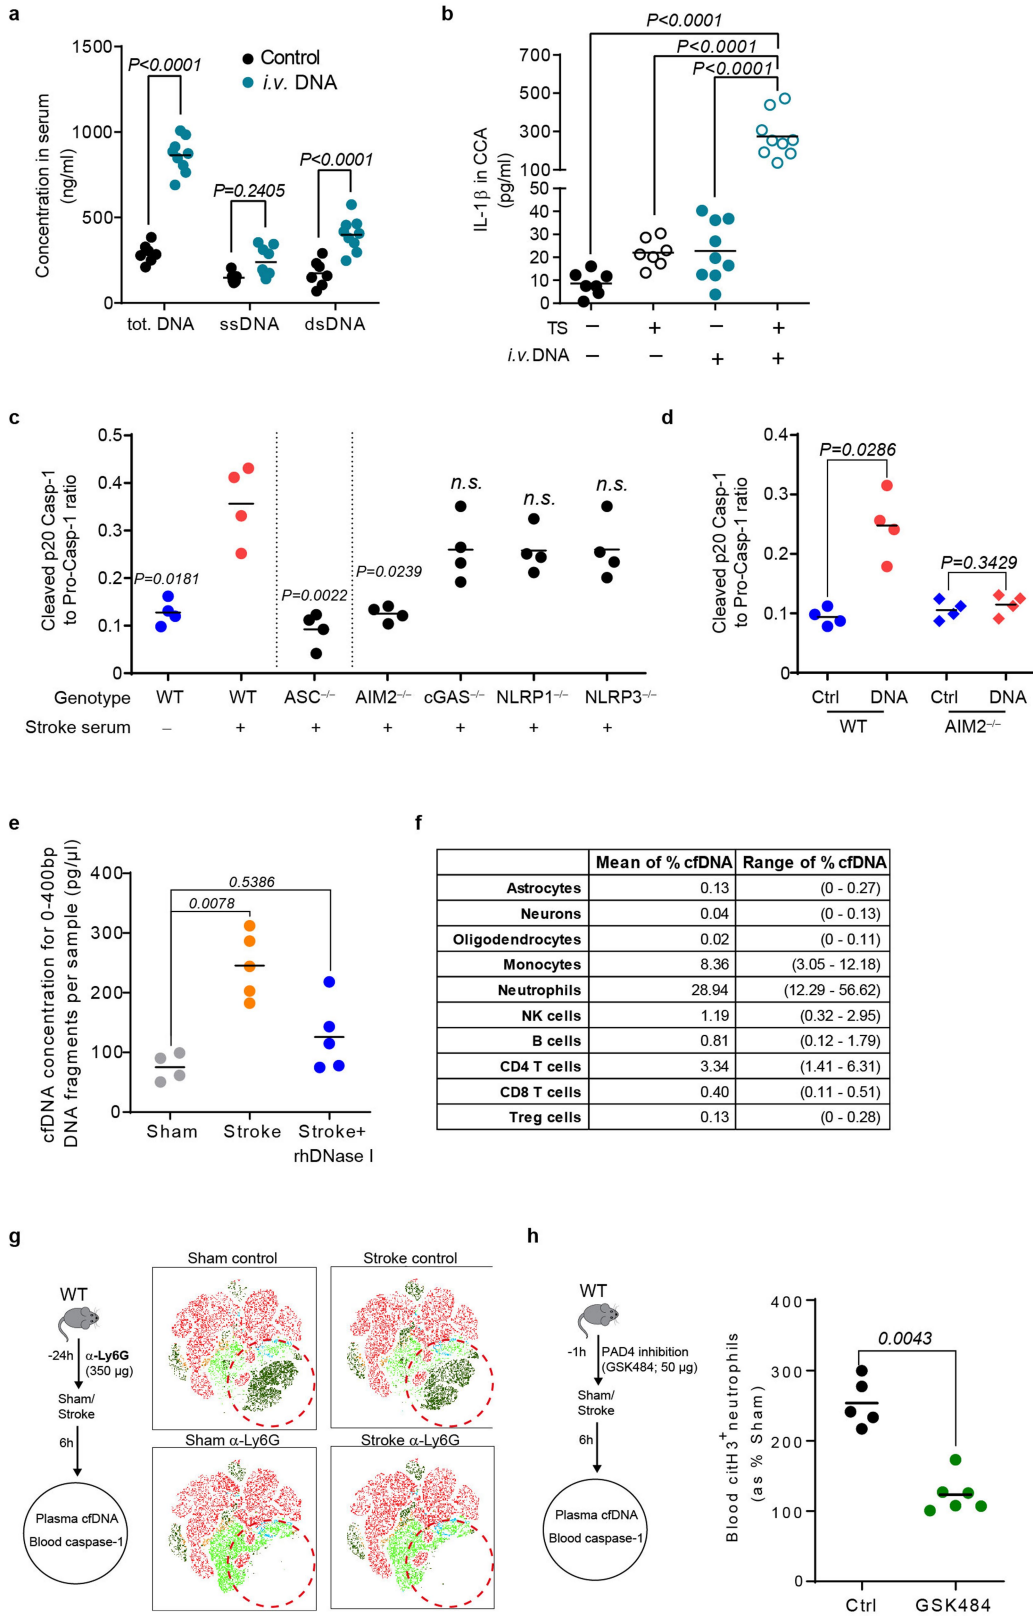 a
Concentration in serum
(ng/ml)
1500
1000
500
0
P<0.0001
P=0.2405
P<0.0001
Control
i.v. DNA
tot. DNA
ssDNA
dsDNA
b
IL-1β in CCA
(pg/ml)
700
500
300
100
50
40
30
20
10
0
P<0.0001
P<0.0001
P<0.0001
TS − + − +
i.v. DNA − − + +
c
Cleaved p20 Casp-1
to Pro-Casp-1 ratio
0.5
0.4
0.3
0.2
0.1
0
P=0.0181
P=0.0022
P=0.0239
n.s.
n.s.
n.s.
Genotype WT WT ASC−/− AIM2−/− cGAS−/− NLRP1−/− NLRP3−/−
Stroke serum − + + + + + +
d
Cleaved p20 Casp-1
to Pro-Casp-1 ratio
0.4
0.3
0.2
0.1
0
P=0.0286
P=0.3429
Ctrl DNA Ctrl DNA
WT AIM2−/−
e
cfDNA concentration for 0-400bp
DNA fragments per sample (pg/µl)
400
300
200
100
0
0.5386
0.0078
Sham Stroke Stroke+
rhDNase I
f
Mean of % cfDNA Range of % cfDNA
Astrocytes 0.13 (0 - 0.27)
Neurons 0.04 (0 - 0.13)
Oligodendrocytes 0.02 (0 - 0.11)
Monocytes 8.36 (3.05 - 12.18)
Neutrophils 28.94 (12.29 - 56.62)
NK cells 1.19 (0.32 - 2.95)
B cells 0.81 (0.12 - 1.79)
CD4 T cells 3.34 (1.41 - 6.31)
CD8 T cells 0.40 (0.11 - 0.51)
Treg cells 0.13 (0 - 0.28)
g
WT
-24h
α-Ly6G
(350 µg)
Sham/
Stroke
6h
Plasma cfDNA
Blood caspase-1
Sham control
Stroke control
Sham α-Ly6G
Stroke α-Ly6G
h
WT
-1h
PAD4 inhibition
(GSK484; 50 µg)
Sham/
Stroke
6h
Plasma cfDNA
Blood caspase-1
Blood citH3+neutrophils
(as % Sham)
400
300
200
100
0
0.0043
Ctrl GSK484